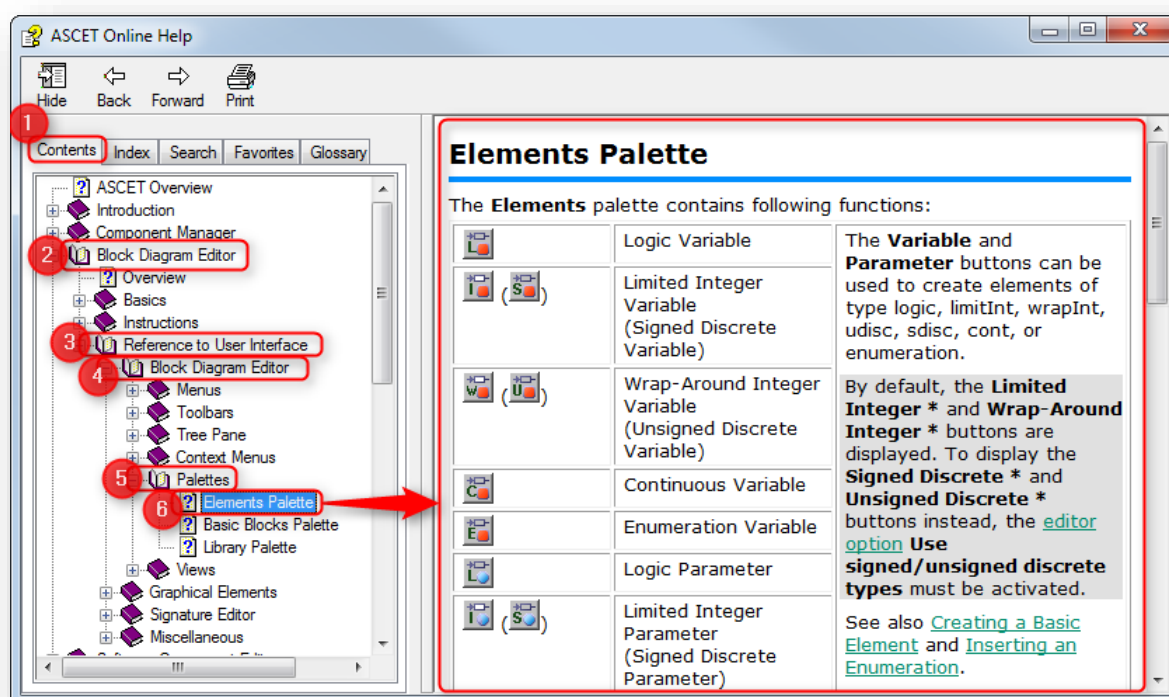 ASCET Online Help
Hide Back Forward Print
1
Contents Index Search Favorites Glossary
ASCET Overview
Introduction
Component Manager
2 Block Diagram Editor
Overview
Basics
Instructions
3 Reference to User Interface
4 Block Diagram Editor
Menus
Toolbars
Tree Pane
Context Menus
5 Palettes
6 Elements Palette
Basic Blocks Palette
Library Palette
Views
Graphical Elements
Signature Editor
Miscellaneous
Elements Palette
The Elements palette contains following functions:
L
Logic Variable
I (S)
Limited Integer
Variable
(Signed Discrete
Variable)
W (U)
Wrap-Around Integer
Variable
(Unsigned Discrete
Variable)
C
Continuous Variable
E
Enumeration Variable
L
Logic Parameter
I (S)
Limited Integer
Parameter
(Signed Discrete
Parameter)
The Variable and
Parameter buttons can be
used to create elements of
type logic, limitInt, wrapInt,
udisc, sdisc, cont, or
enumeration.
By default, the Limited
Integer * and Wrap-Around
Integer * buttons are
displayed. To display the
Signed Discrete * and
Unsigned Discrete *
buttons instead, the editor
option Use
signed/unsigned discrete
types must be activated.
See also Creating a Basic
Element and Inserting an
Enumeration.